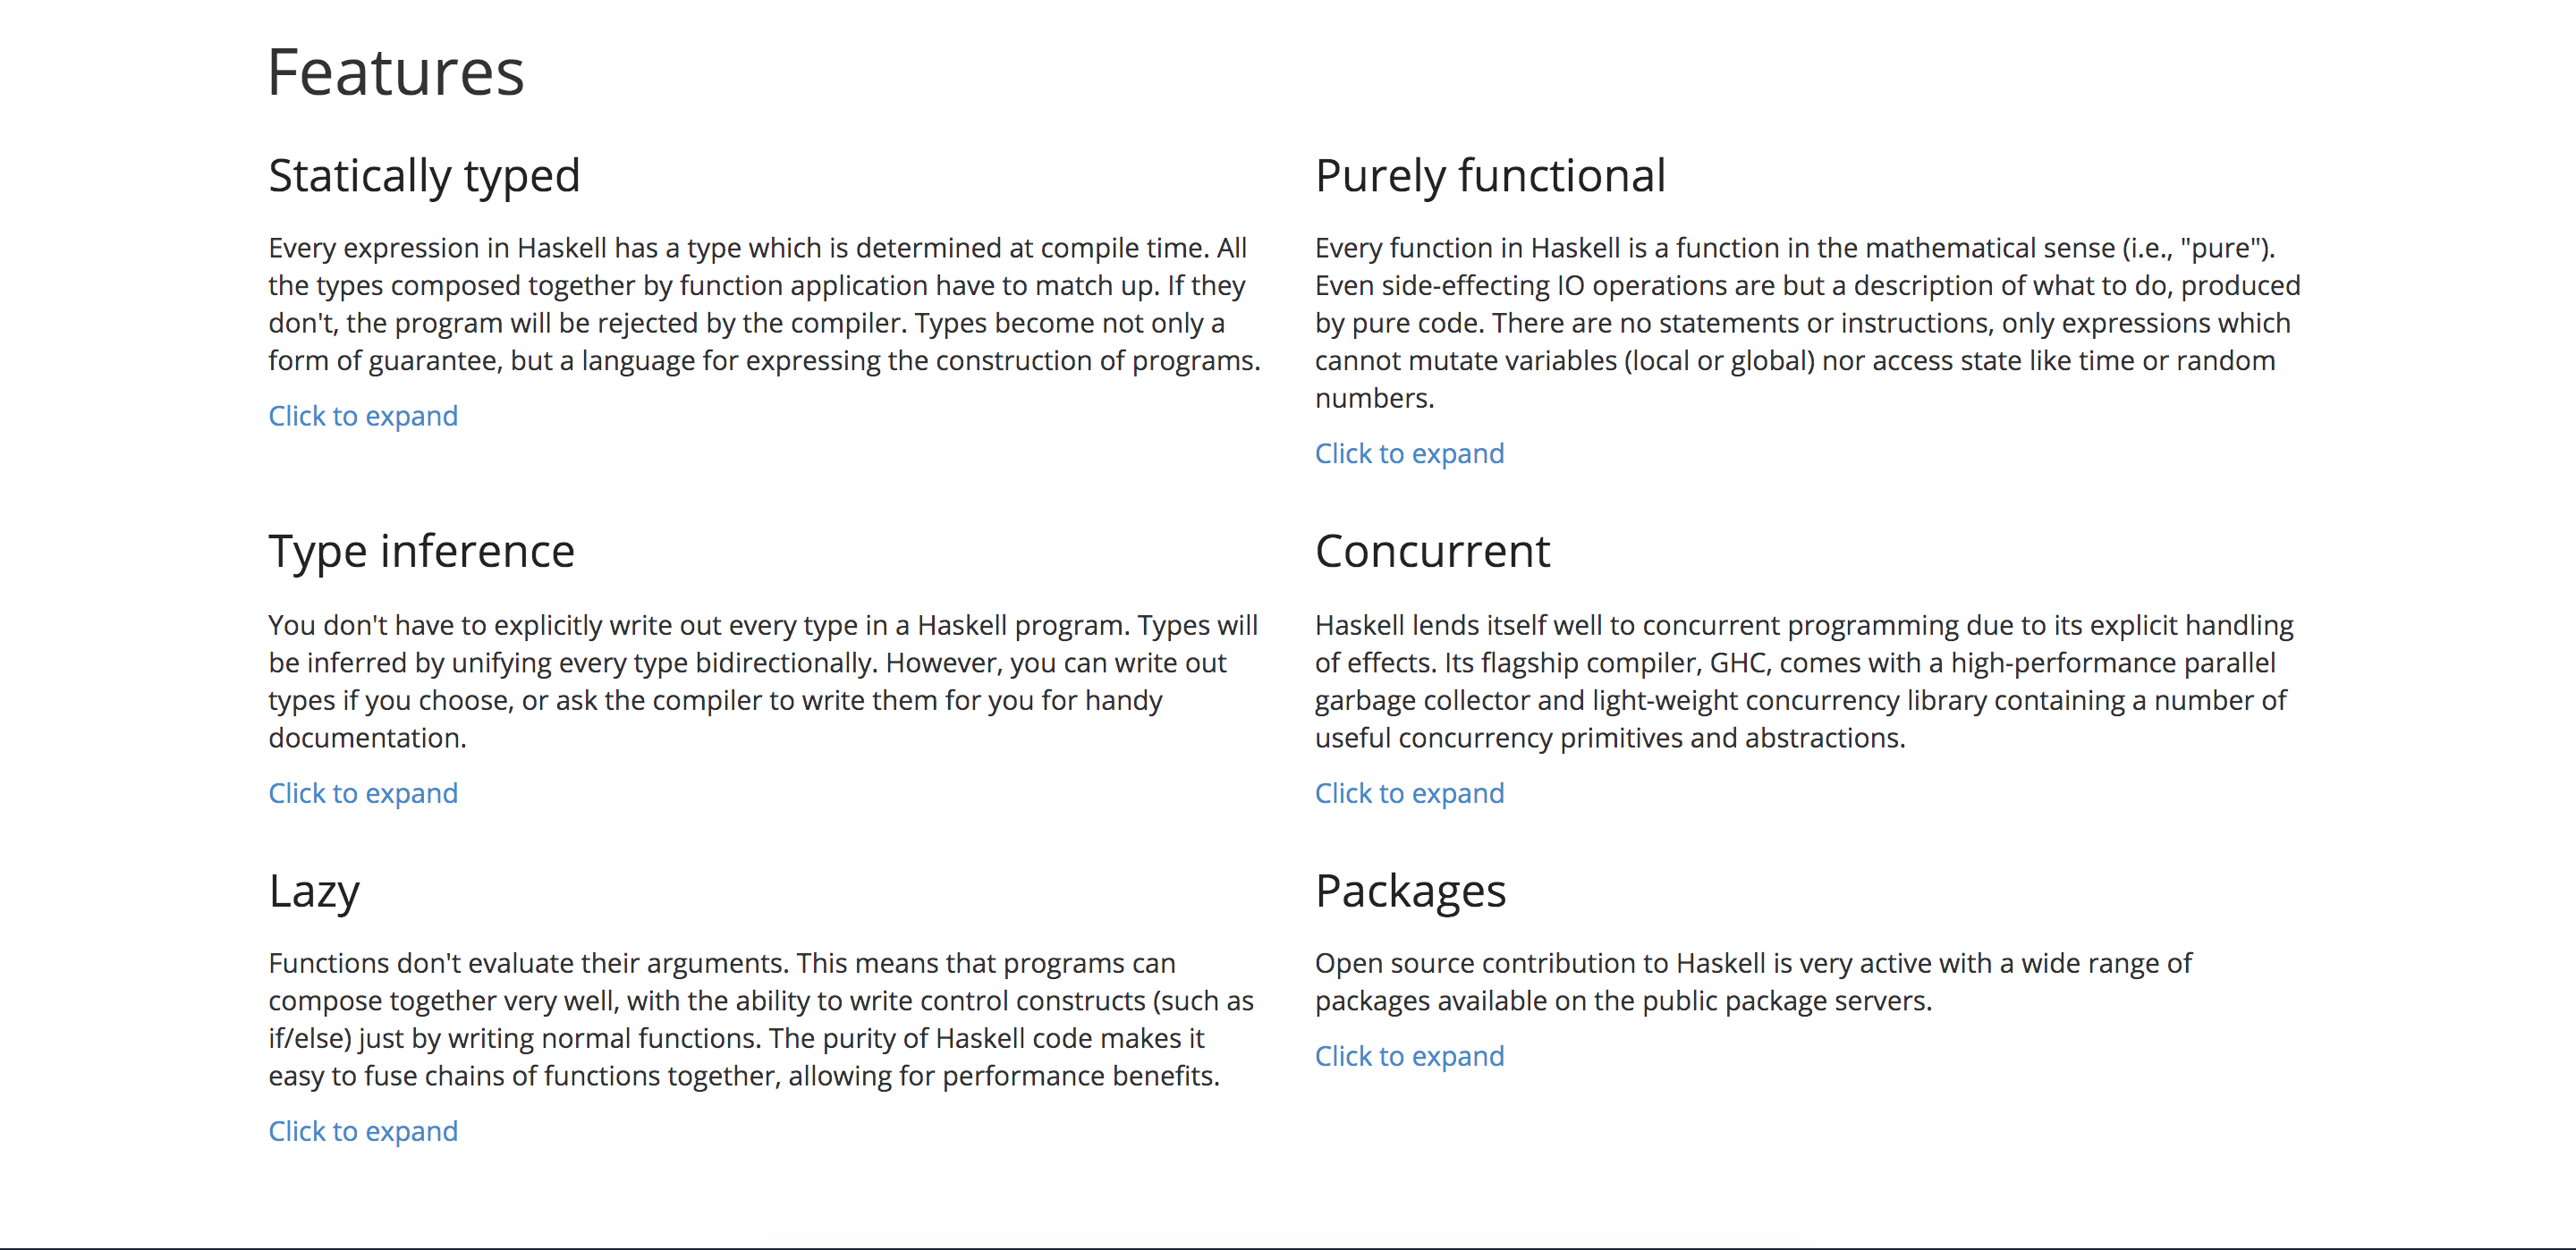 Features
Statically typed
Every expression in Haskell has a type which is determined at compile time. All
the types composed together by function application have to match up. If they
don't, the program will be rejected by the compiler. Types become not only a
form of guarantee, but a language for expressing the construction of programs.
Click to expand
Purely functional
Every function in Haskell is a function in the mathematical sense (i.e., "pure").
Even side-effecting IO operations are but a description of what to do, produced
by pure code. There are no statements or instructions, only expressions which
cannot mutate variables (local or global) nor access state like time or random
numbers.
Click to expand
Type inference
You don't have to explicitly write out every type in a Haskell program. Types will
be inferred by unifying every type bidirectionally. However, you can write out
types if you choose, or ask the compiler to write them for you for handy
documentation.
Click to expand
Concurrent
Haskell lends itself well to concurrent programming due to its explicit handling
of effects. Its flagship compiler, GHC, comes with a high-performance parallel
garbage collector and light-weight concurrency library containing a number of
useful concurrency primitives and abstractions.
Click to expand
Lazy
Functions don't evaluate their arguments. This means that programs can
compose together very well, with the ability to write control constructs (such as
if/else) just by writing normal functions. The purity of Haskell code makes it
easy to fuse chains of functions together, allowing for performance benefits.
Click to expand
Packages
Open source contribution to Haskell is very active with a wide range of
packages available on the public package servers.
Click to expand